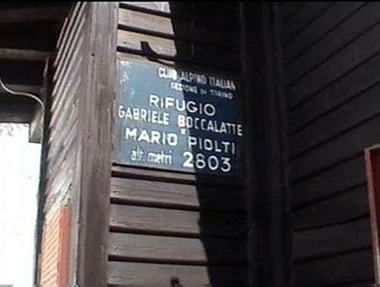 CLUB ALPINO ITALIANO
SEZIONE DI TORINO
RIFUGIO
GABRIELE BOCCALATTE
E
MARIO PIOLTI
alt. metri 2803